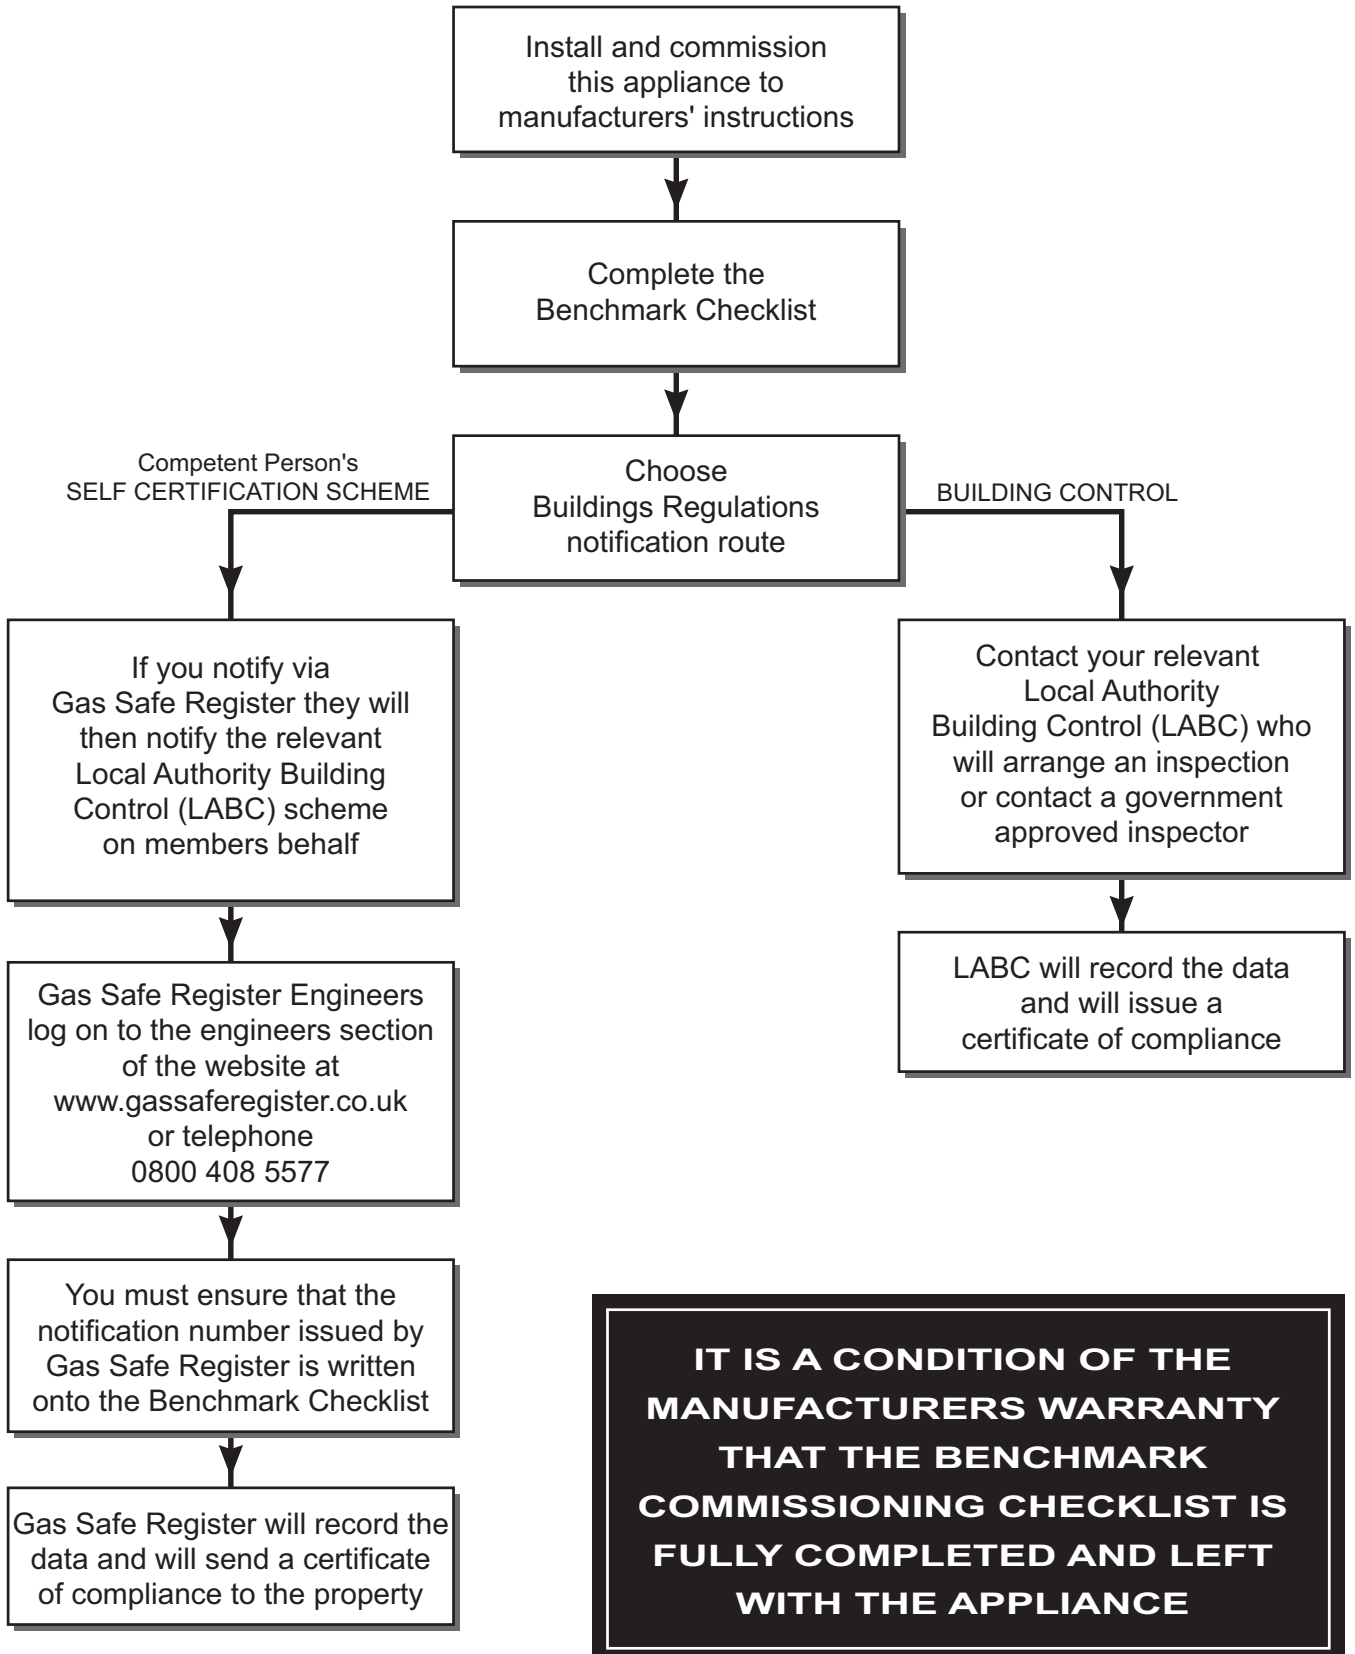 Install and commission
this appliance to
manufacturers' instructions
Complete the
Benchmark Checklist
Choose
Buildings Regulations
notification route
Competent Person's
SELF CERTIFICATION SCHEME
If you notify via
Gas Safe Register they will
then notify the relevant
Local Authority Building
Control (LABC) scheme
on members behalf
Gas Safe Register Engineers
log on to the engineers section
of the website at
www.gassaferegister.co.uk
or telephone
0800 408 5577
You must ensure that the
notification number issued by
Gas Safe Register is written
onto the Benchmark Checklist
Gas Safe Register will record the
data and will send a certificate
of compliance to the property
BUILDING CONTROL
Contact your relevant
Local Authority
Building Control (LABC) who
will arrange an inspection
or contact a government
approved inspector
LABC will record the data
and will issue a
certificate of compliance
IT IS A CONDITION OF THE
MANUFACTURERS WARRANTY
THAT THE BENCHMARK
COMMISSIONING CHECKLIST IS
FULLY COMPLETED AND LEFT
WITH THE APPLIANCE